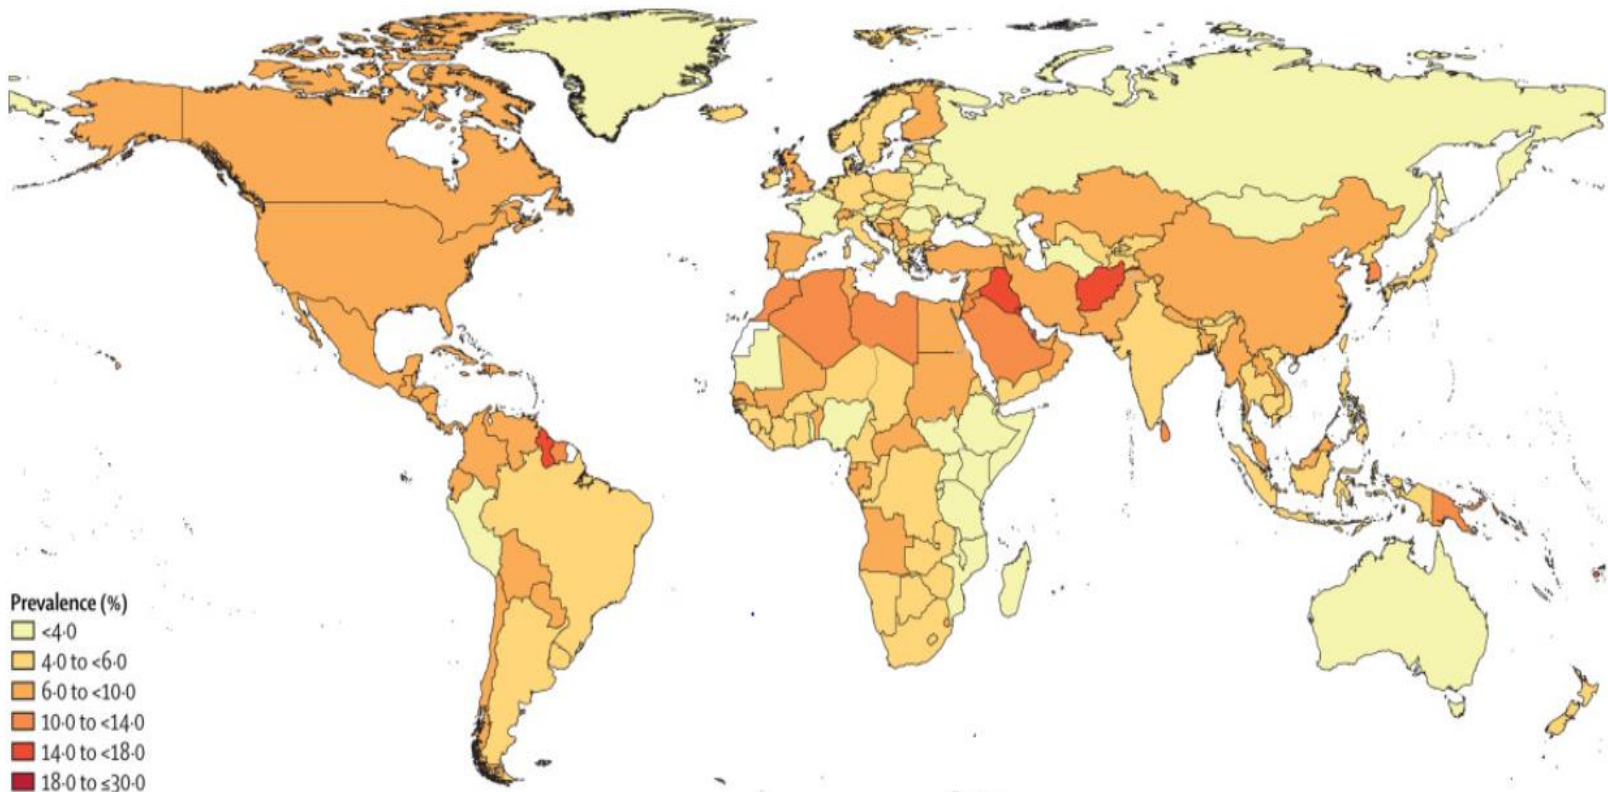 Prevalence (%)
<4·0
4·0 to <6·0
6·0 to <10·0
10·0 to <14·0
14·0 to <18·0
18·0 to ≤30·0